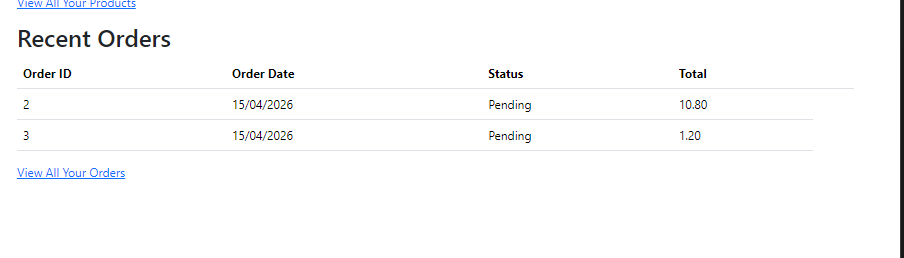 View All Your Products
Recent Orders
Order ID Order Date Status Total
2 15/04/2026 Pending 10.80
3 15/04/2026 Pending 1.20
View All Your Orders